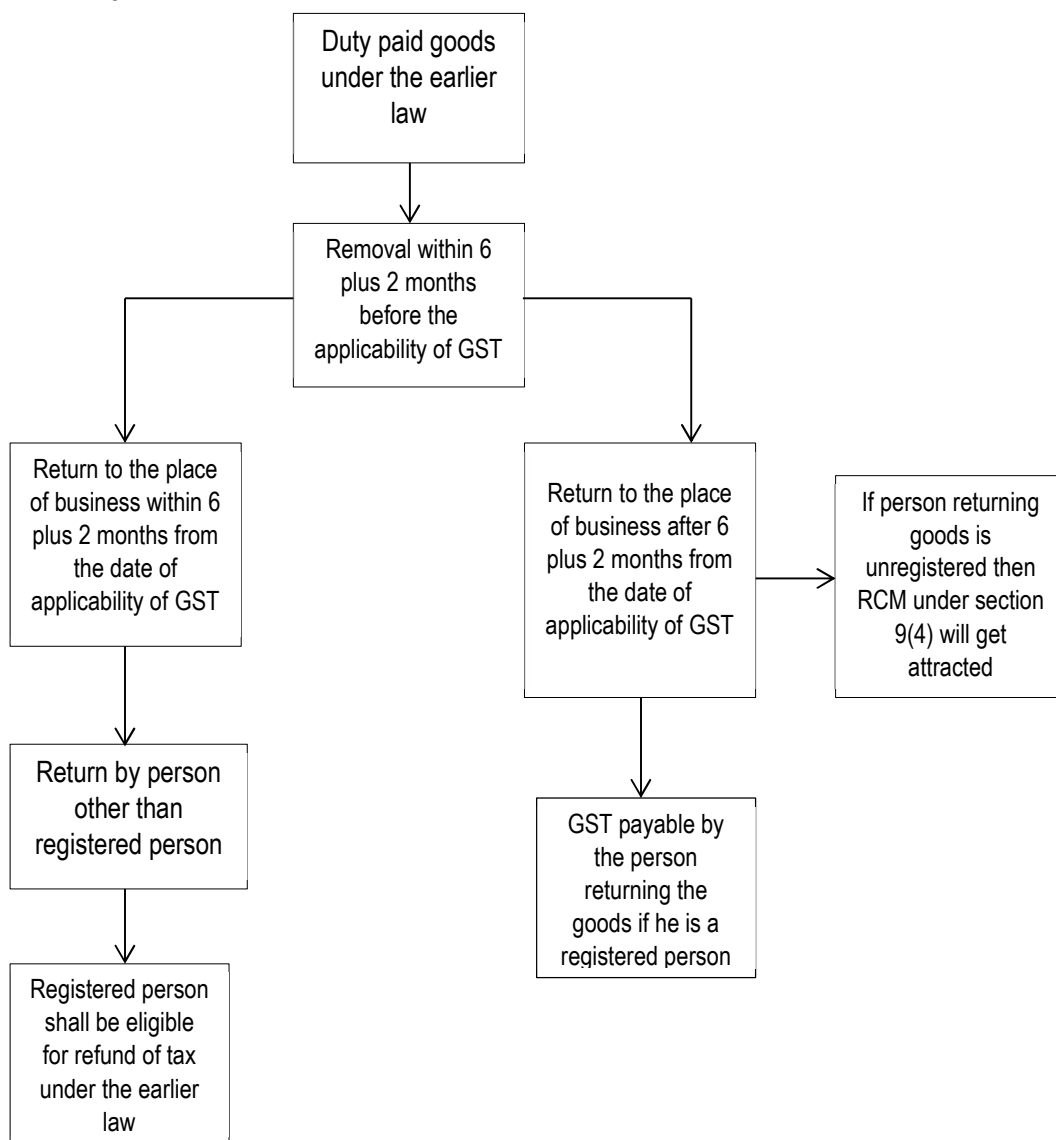 Duty paid goods
under the earlier
law
Removal within 6
plus 2 months
before the
applicability of GST
Return to the place
of business within 6
plus 2 months from
the date of
applicability of GST
Return to the place
of business after 6
plus 2 months from
the date of
applicability of GST
If person returning
goods is
unregistered then
RCM under section
9(4) will get
attracted
Return by person
other than
registered person
GST payable by
the person
returning the
goods if he is a
registered person
Registered person
shall be eligible
for refund of tax
under the earlier
law